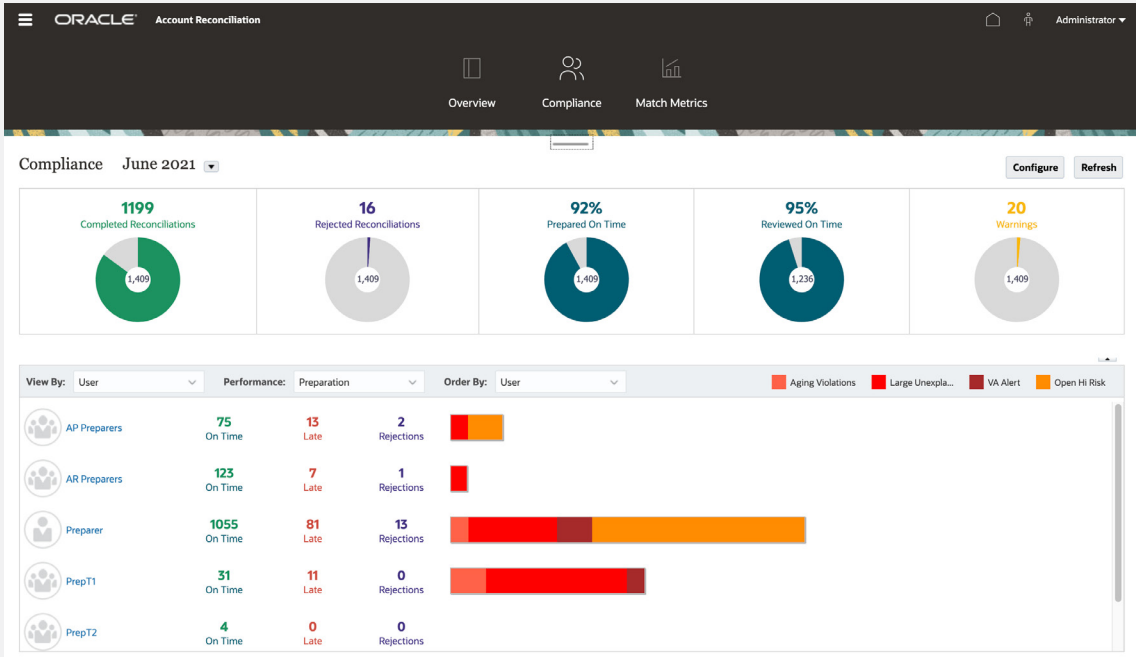 ORACLE Account Reconciliation Administrator
Overview Compliance Match Metrics
Compliance June 2021
Configure Refresh
1199
Completed Reconciliations
1,409
16
Rejected Reconciliations
1,409
92%
Prepared On Time
1,409
95%
Reviewed On Time
1,236
20
Warnings
1,409
View By: User Performance: Preparation Order By: User
Aging Violations Large Unexpla... VA Alert Open Hi Risk
AP Preparers
75
On Time
13
Late
2
Rejections
AR Preparers
123
On Time
7
Late
1
Rejections
Preparer
1055
On Time
81
Late
13
Rejections
PrepT1
31
On Time
11
Late
0
Rejections
PrepT2
4
On Time
0
Late
0
Rejections